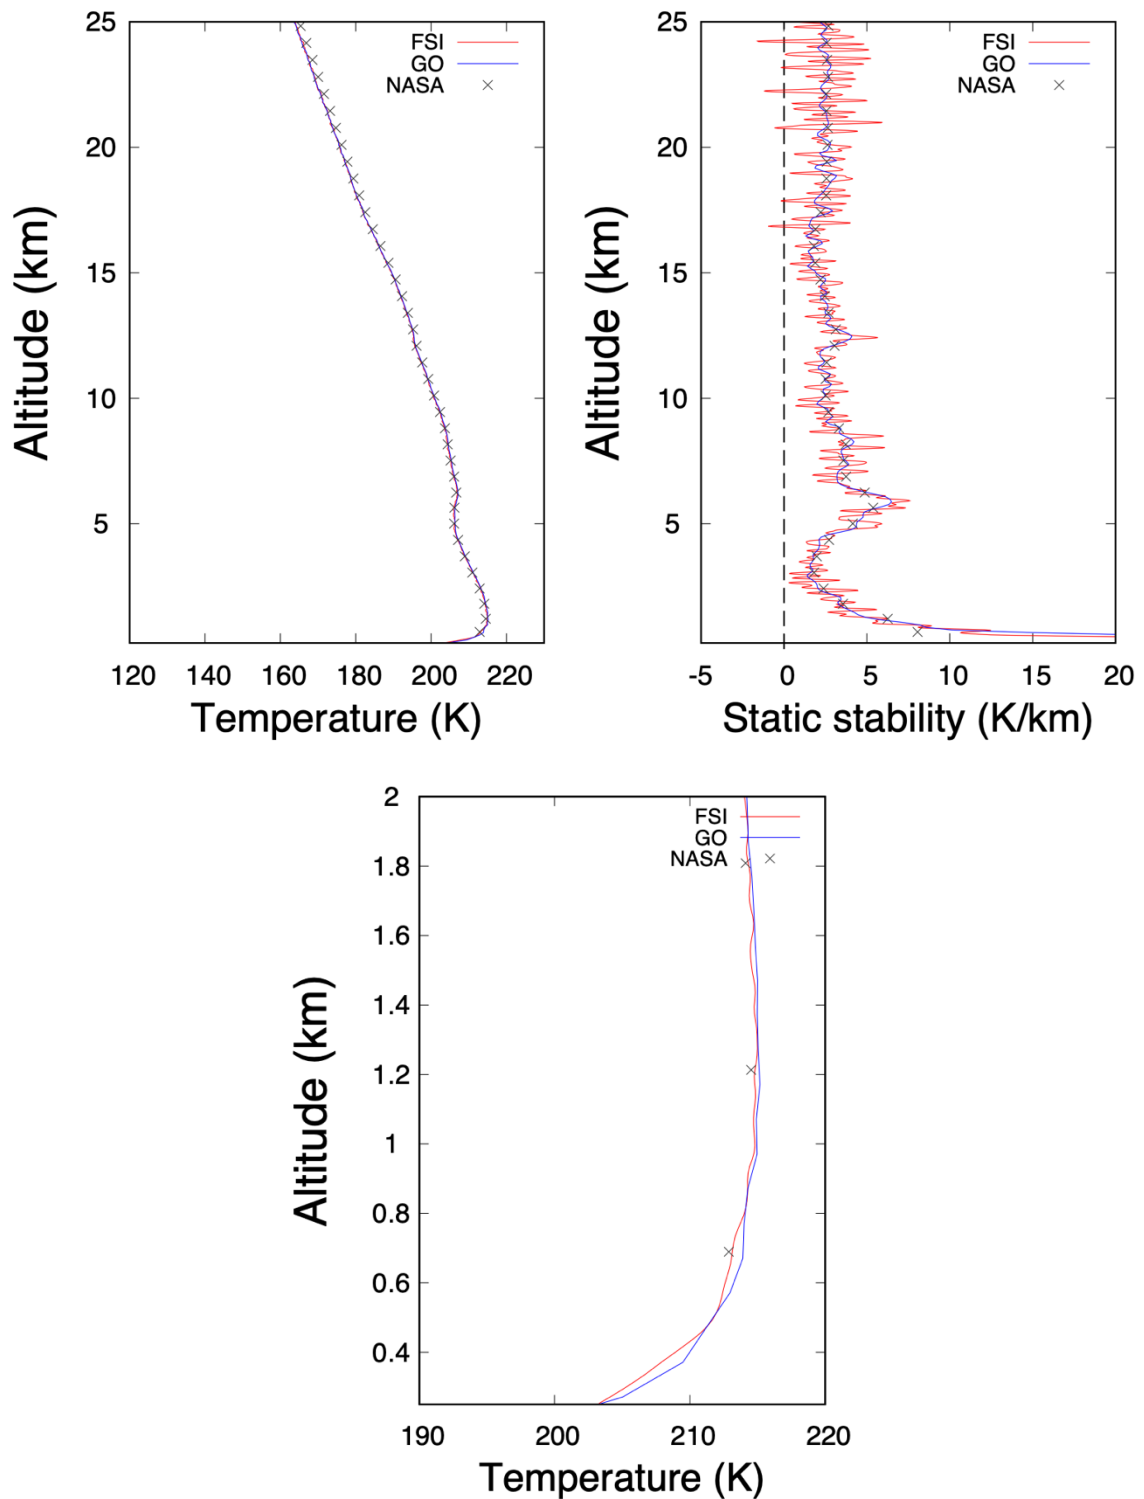 25
20
15
10
5
Altitude (km)
FSI
GO
NASA
120 140 160 180 200 220
Temperature (K)
25
20
15
10
5
Altitude (km)
FSI
GO
NASA
-5 0 5 10 15 20
Static stability (K/km)
2
1.8
1.6
1.4
1.2
1
0.8
0.6
0.4
Altitude (km)
FSI
GO
NASA
190 200 210 220
Temperature (K)